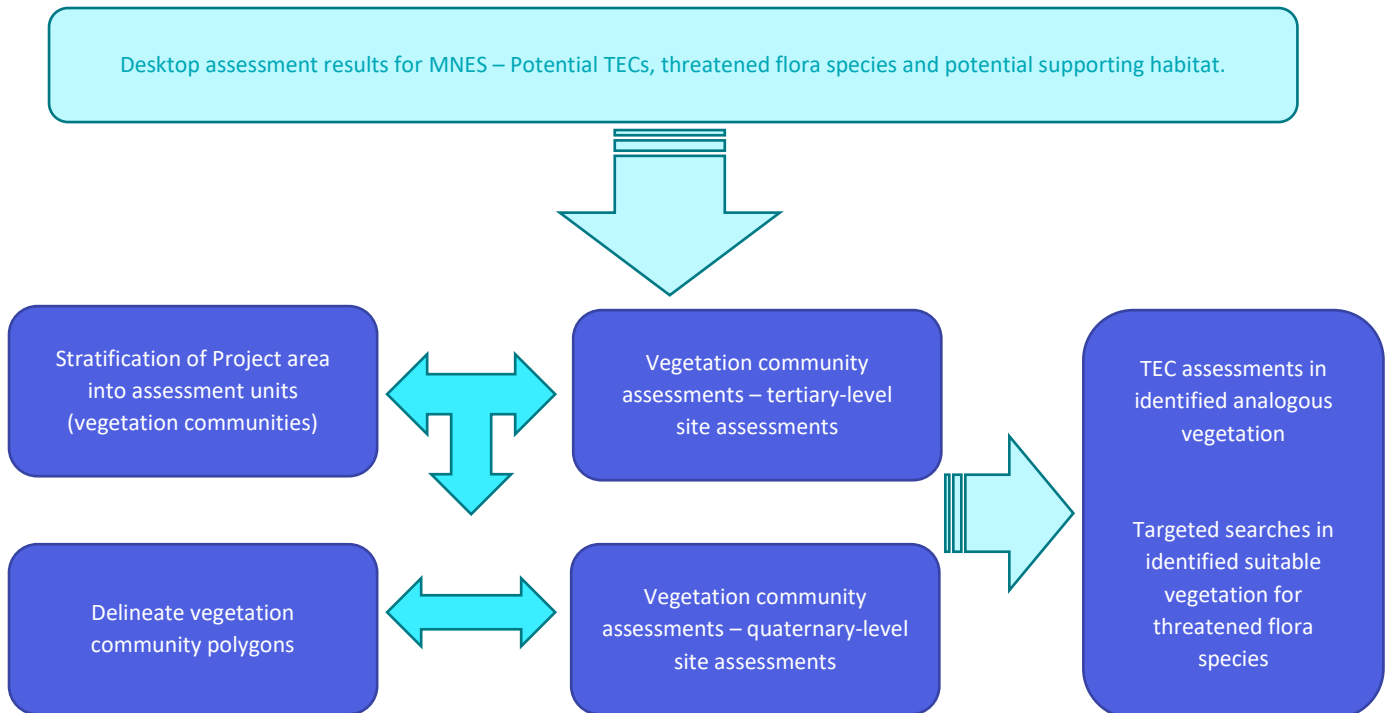 Desktop assessment results for MNES – Potential TECs, threatened flora species and potential supporting habitat.
Stratification of Project area
into assessment units
(vegetation communities)
Vegetation community
assessments – tertiary-level
site assessments
Delineate vegetation
community polygons
Vegetation community
assessments – quaternary-level
site assessments
TEC assessments in
identified analogous
vegetation
Targeted searches in
identified suitable
vegetation for
threatened flora
species